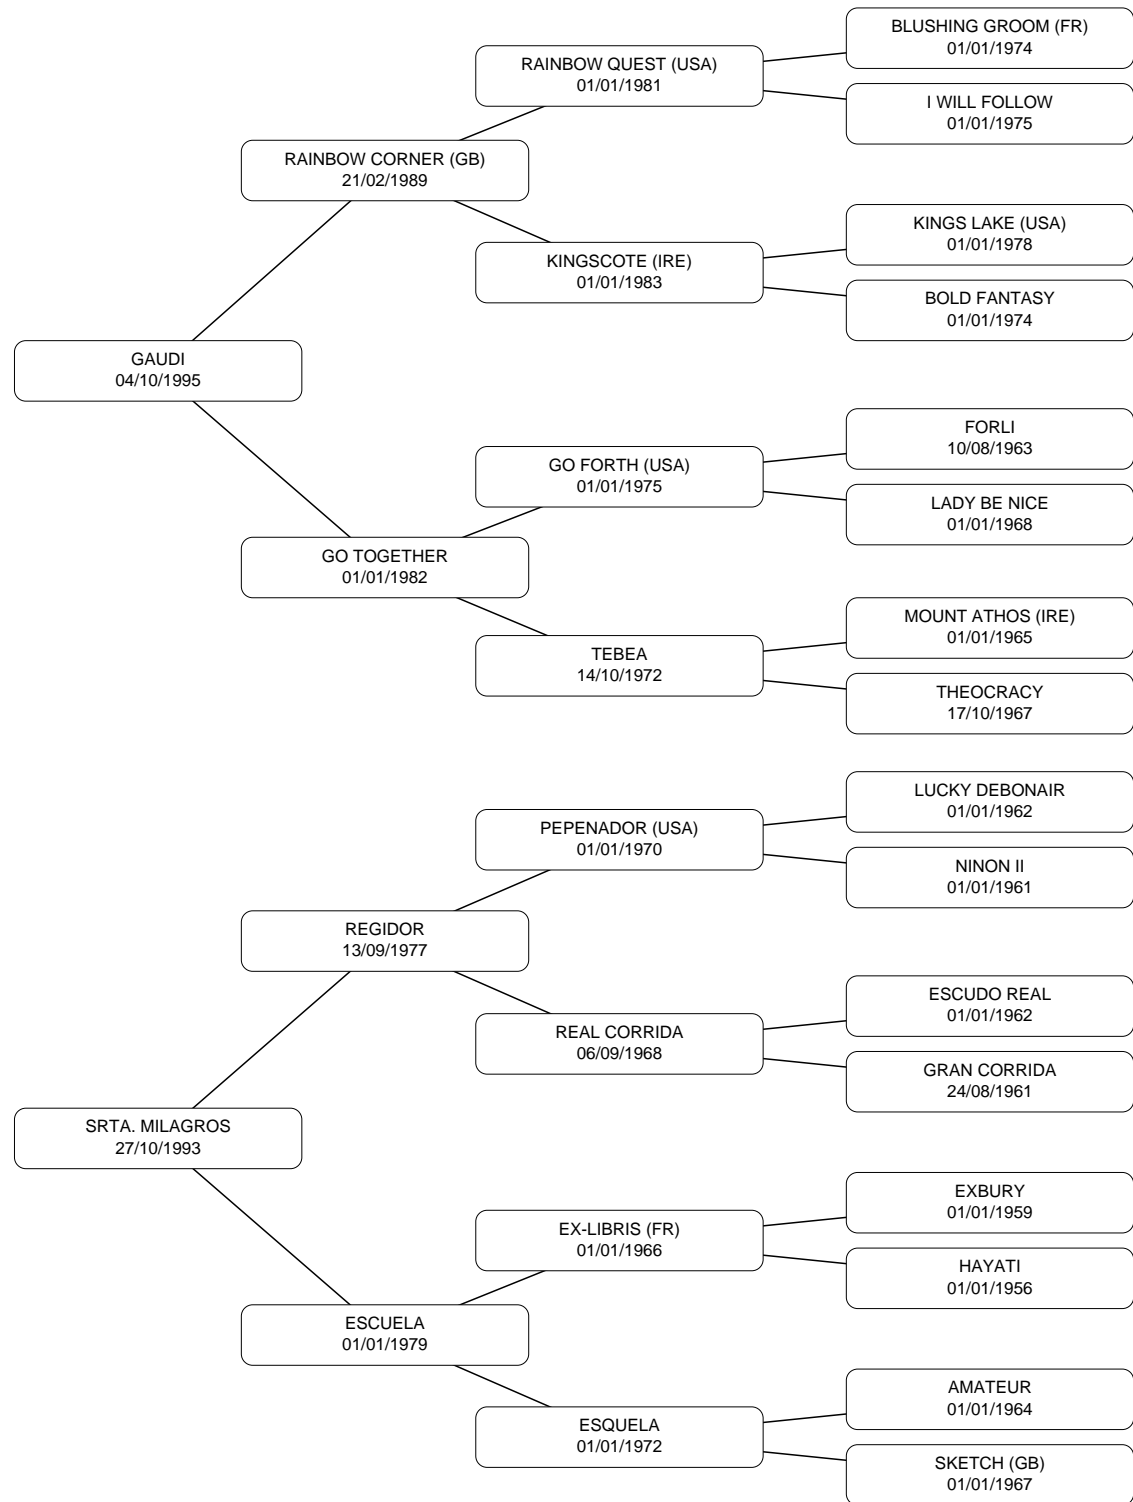 BLUSHING GROOM (FR)
01/01/1974
RAINBOW QUEST (USA)
01/01/1981
I WILL FOLLOW
01/01/1975
RAINBOW CORNER (GB)
21/02/1989
KINGS LAKE (USA)
01/01/1978
KINGSCOTE (IRE)
01/01/1983
BOLD FANTASY
01/01/1974
GAUDI
04/10/1995
FORLI
10/08/1963
GO FORTH (USA)
01/01/1975
LADY BE NICE
01/01/1968
GO TOGETHER
01/01/1982
MOUNT ATHOS (IRE)
01/01/1965
TEBEA
14/10/1972
THEOCRACY
17/10/1967
LUCKY DEBONAIR
01/01/1962
PEPENADOR (USA)
01/01/1970
NINON II
01/01/1961
REGIDOR
13/09/1977
ESCUDO REAL
01/01/1962
REAL CORRIDA
06/09/1968
GRAN CORRIDA
24/08/1961
SRTA. MILAGROS
27/10/1993
EXBURY
01/01/1959
EX-LIBRIS (FR)
01/01/1966
HAYATI
01/01/1956
ESCUELA
01/01/1979
AMATEUR
01/01/1964
ESQUELA
01/01/1972
SKETCH (GB)
01/01/1967